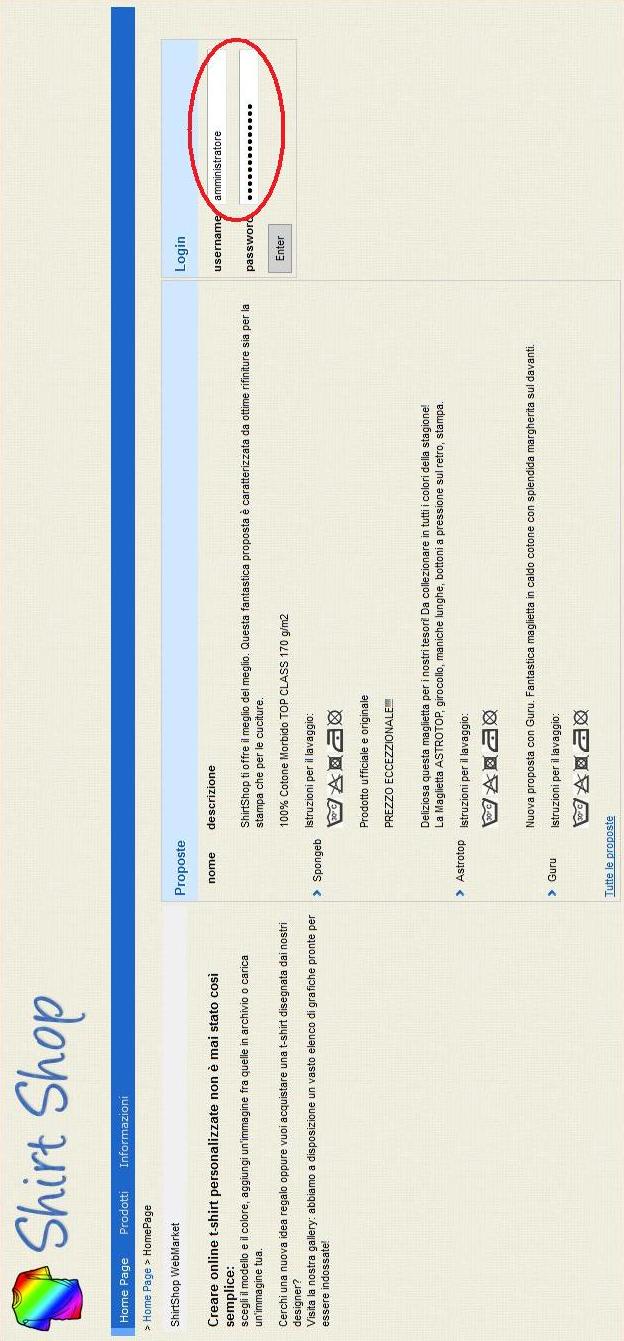 Shirt Shop
Home Page Prodotti Informazioni
> Home Page > HomePage
ShirtShop WebMarket
Creare online t-shirt personalizzate non è mai stato così
semplice:
scegli il modello e il colore, aggiungi un'immagine fra quelle in archivio o carica
un'immagine tua.
Cerchi una nuova idea regalo oppure vuoi acquistare una t-shirt disegnata dai nostri
designer?
Visita la nostra gallery: abbiamo a disposizione un vasto elenco di grafiche pronte per
essere indossate!
Proposte
nome descrizione
ShirtShop ti offre il meglio del meglio. Questa fantastica proposta è caratterizzata da ottime rifiniture sia per la
stampa che per le cuciture.
100% Cotone Morbido TOP CLASS 170 g/m2
Spongeb
Istruzioni per il lavaggio:
30°C
Prodotto ufficiale e originale
PREZZO ECCEZZIONALE!!!!
Deliziosa questa maglietta per i nostri tesori! Da collezionare in tutti i colori della stagione!
La Maglietta ASTROTOP, girocollo, maniche lunghe, bottoni a pressione sul retro, stampa.
Astrotop
Istruzioni per il lavaggio:
30°C
Nuova proposta con Guru. Fantastica maglietta in caldo cotone con splendida margherita sul davanti.
Guru
Istruzioni per il lavaggio:
30°C
Tutte le proposte
Login
username amministratore
password ••••••••••••••••
Enter